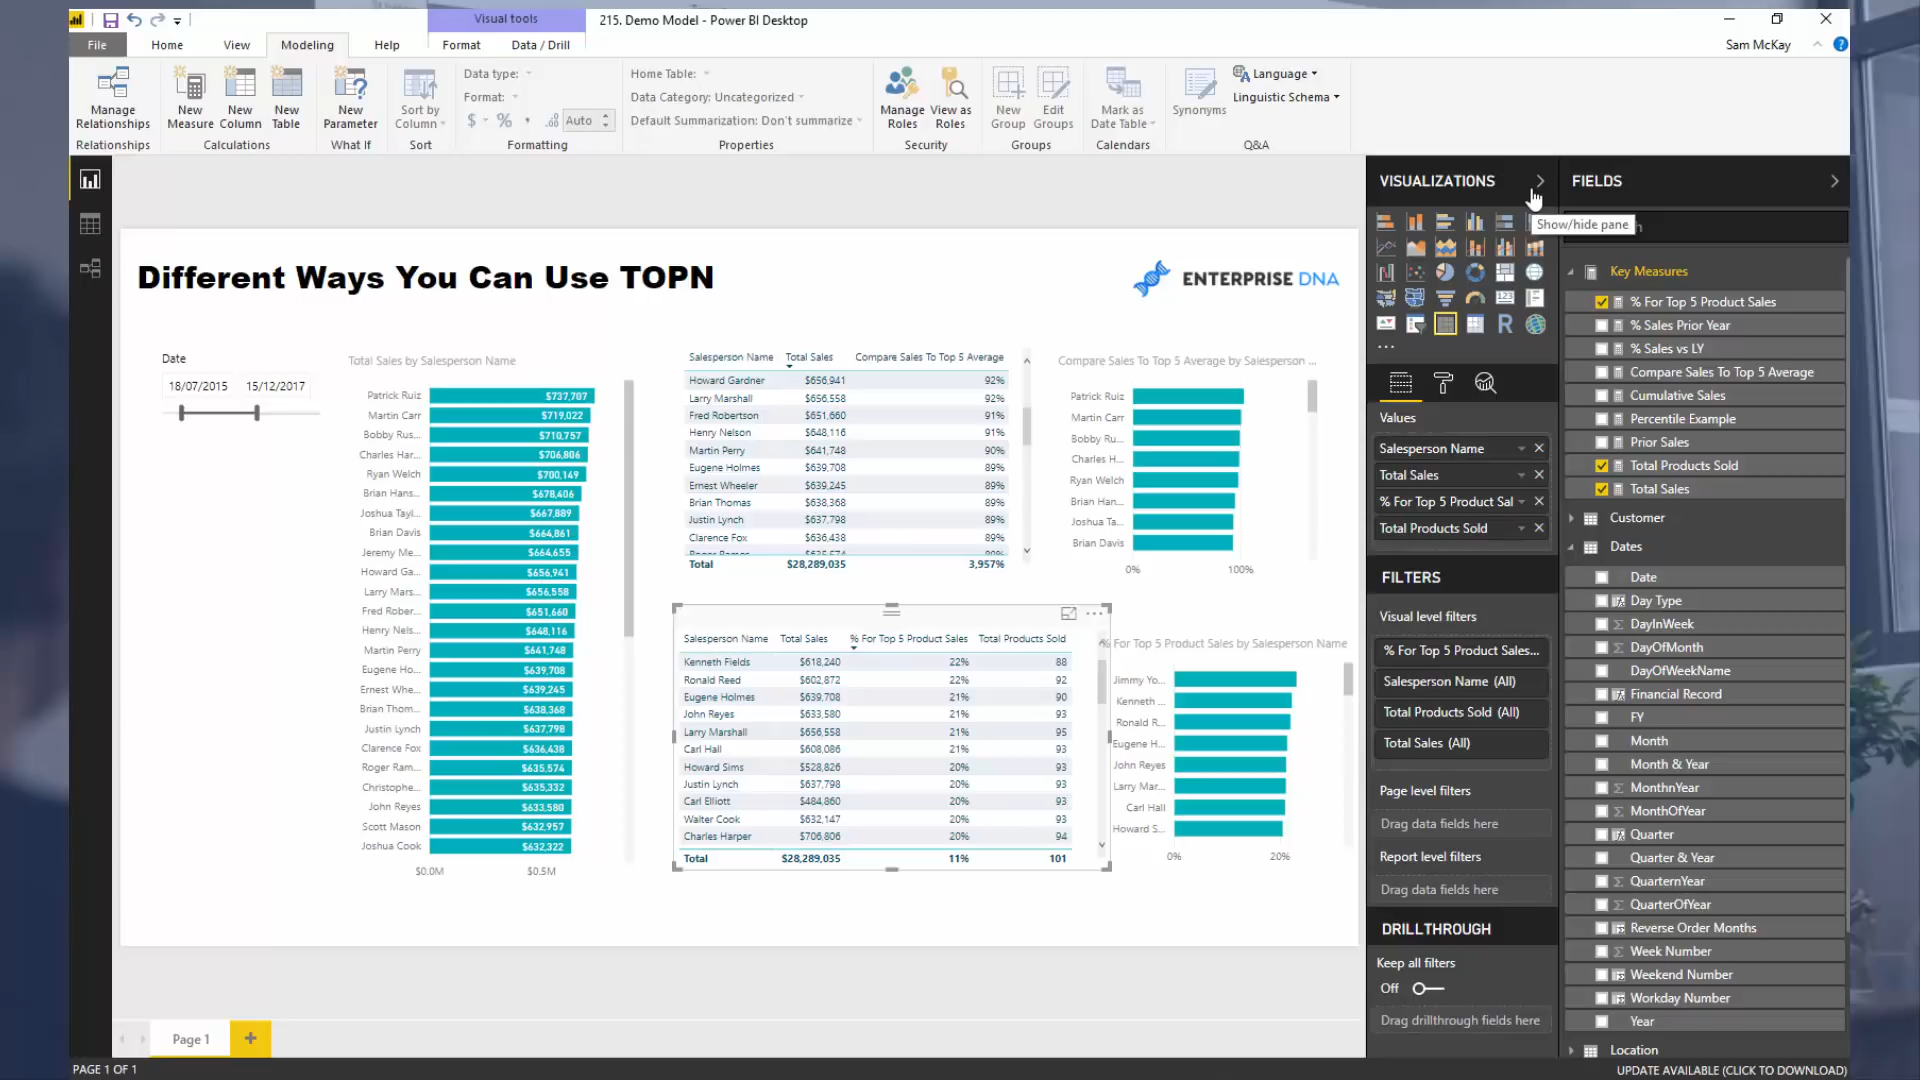 Visual tools
215. Demo Model - Power BI Desktop
File Home View Modeling Help Format Data / Drill
Sam McKay
Manage Relationships
Relationships
New Measure
New Column
New Table
Calculations
New Parameter
What If
Sort by Column
Sort
Data type:
Format:
$ % , Auto
Formatting
Home Table:
Data Category: Uncategorized
Default Summarization: Don't summarize
Properties
Manage Roles
View as Roles
Security
New Group
Edit Groups
Groups
Mark as Date Table
Calendars
Synonyms
Language
Linguistic Schema
Q&A
Different Ways You Can Use TOPN
ENTERPRISE DNA
Date
18/07/2015 15/12/2017
Total Sales by Salesperson Name
Patrick Ruiz $737,707
Martin Carr $719,022
Bobby Rus... $710,757
Charles Har... $706,806
Ryan Welch $700,149
Brian Hans... $678,406
Joshua Tayl... $667,889
Brian Davis $664,861
Jeremy Me... $664,655
Howard Ga... $656,941
Larry Mars... $656,558
Fred Rober... $651,660
Henry Nels... $648,116
Martin Perry $641,748
Eugene Ho... $639,708
Ernest Whe... $639,245
Brian Thom... $638,368
Justin Lynch $637,798
Clarence Fox $636,438
Roger Ram... $635,574
Christophe... $635,332
John Reyes $633,580
Scott Mason $632,957
Joshua Cook $632,322
$0.0M $0.5M
Salesperson Name Total Sales Compare Sales To Top 5 Average
Howard Gardner $656,941 92%
Larry Marshall $656,558 92%
Fred Robertson $651,660 91%
Henry Nelson $648,116 91%
Martin Perry $641,748 90%
Eugene Holmes $639,708 89%
Ernest Wheeler $639,245 89%
Brian Thomas $638,368 89%
Justin Lynch $637,798 89%
Clarence Fox $636,438 89%
Roger Ramos $635,574 89%
Total $28,289,035 3,957%
Compare Sales To Top 5 Average by Salesperson ...
Patrick Ruiz
Martin Carr
Bobby Ru...
Charles H...
Ryan Welch
Brian Han...
Joshua Ta...
Brian Davis
0% 100%
Salesperson Name Total Sales % For Top 5 Product Sales Total Products Sold
Kenneth Fields $618,240 22% 88
Ronald Reed $602,872 22% 92
Eugene Holmes $639,708 21% 90
John Reyes $633,580 21% 93
Larry Marshall $656,558 21% 95
Carl Hall $608,086 21% 93
Howard Sims $528,826 20% 93
Justin Lynch $637,798 20% 93
Carl Elliott $484,860 20% 93
Walter Cook $632,147 20% 93
Charles Harper $706,806 20% 94
Total $28,289,035 11% 101
% For Top 5 Product Sales by Salesperson Name
Jimmy Yo...
Kenneth ...
Ronald R...
Eugene H...
John Reyes
Larry Mar...
Carl Hall
Howard S...
0% 20%
VISUALIZATIONS
Show/hide pane
R
123
Values
Salesperson Name
Total Sales
% For Top 5 Product Sal
Total Products Sold
FILTERS
Visual level filters
% For Top 5 Product Sales...
Salesperson Name (All)
Total Products Sold (All)
Total Sales (All)
Page level filters
Drag data fields here
Report level filters
Drag data fields here
DRILLTHROUGH
Keep all filters
Off
Drag drillthrough fields here
FIELDS
Key Measures
% For Top 5 Product Sales
% Sales Prior Year
% Sales vs LY
Compare Sales To Top 5 Average
Cumulative Sales
Percentile Example
Prior Sales
Total Products Sold
Total Sales
Customer
Dates
Date
Day Type
DayInWeek
DayOfMonth
DayOfWeekName
Financial Record
FY
Month
Month & Year
MonthnYear
MonthOfYear
Quarter
Quarter & Year
QuarternYear
QuarterOfYear
Reverse Order Months
Week Number
Weekend Number
Workday Number
Year
Location
Page 1
PAGE 1 OF 1
UPDATE AVAILABLE (CLICK TO DOWNLOAD)